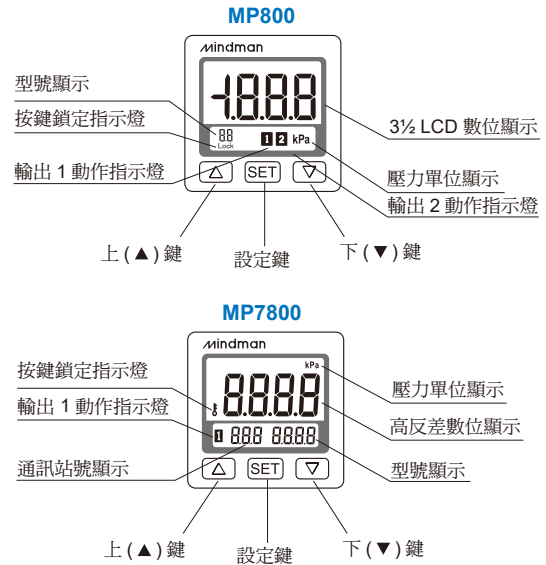 MP800
Mindman
型號顯示
按鍵鎖定指示燈
輸出 1 動作指示燈
-1.8.8.8
8.8
Lock
1 2 kPa
3½ LCD 數位顯示
壓力單位顯示
輸出 2 動作指示燈
△ SET ▽
上 (▲) 鍵
設定鍵
下 (▼) 鍵
MP7800
Mindman
按鍵鎖定指示燈
輸出 1 動作指示燈
通訊站號顯示
kPa
8.8.8.8
1 8.8.8 8.8.8.8
壓力單位顯示
高反差數位顯示
型號顯示
△ SET ▽
上 (▲) 鍵
設定鍵
下 (▼) 鍵